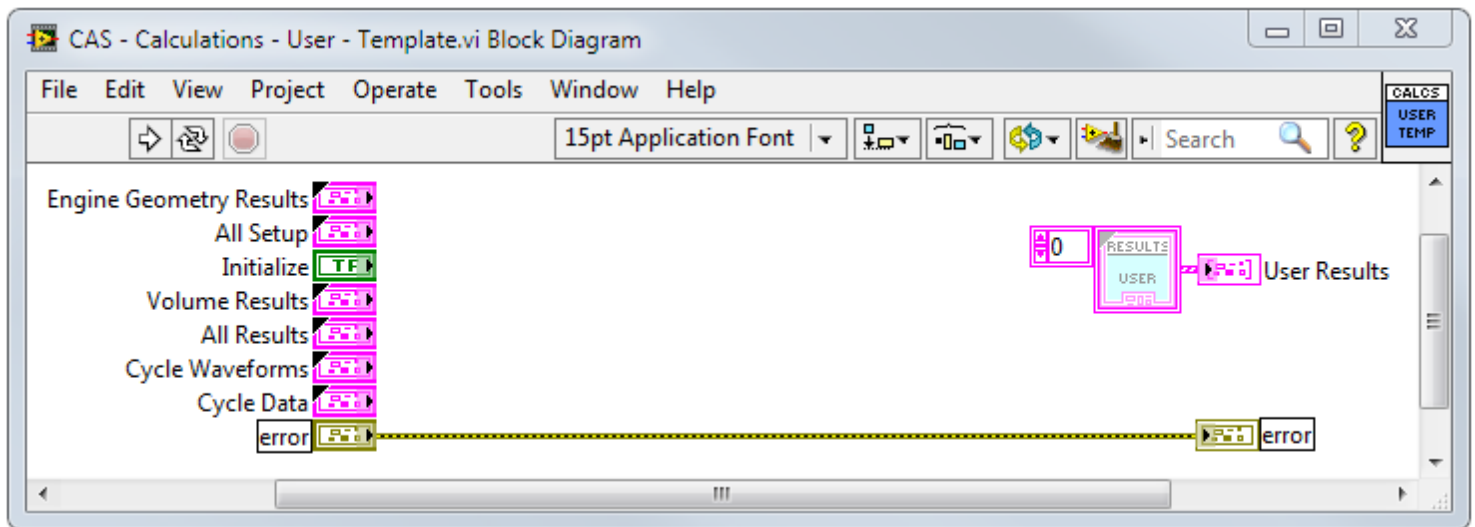 CAS - Calculations - User - Template.vi Block Diagram
File Edit View Project Operate Tools Window Help
CALCS
USER
TEMP
15pt Application Font
Search
?
Engine Geometry Results
All Setup
Initialize
TF
Volume Results
All Results
Cycle Waveforms
Cycle Data
error
0
RESULTS
USER
User Results
error